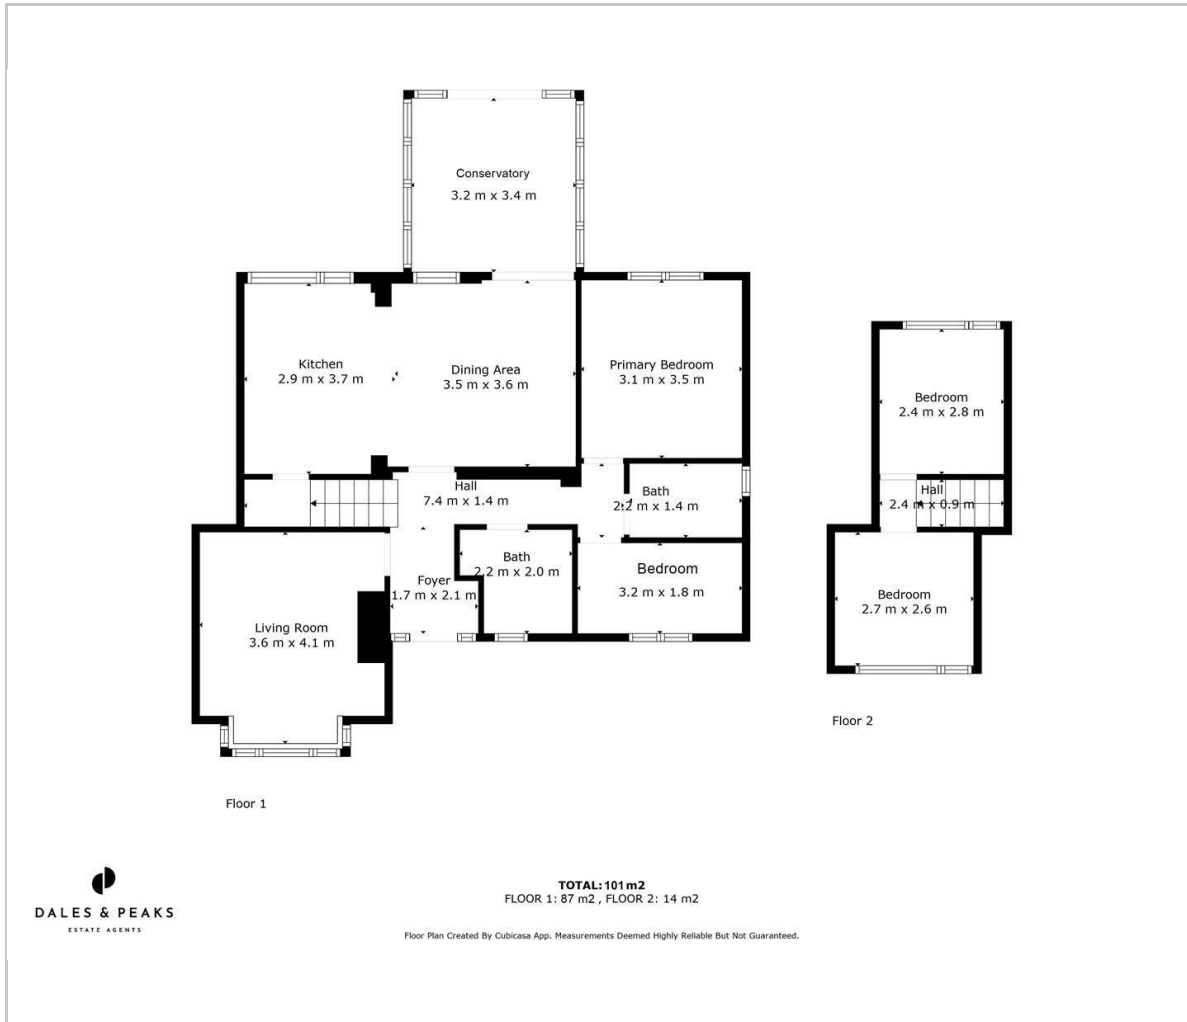 Conservatory
3.2 m x 3.4 m
Kitchen
2.9 m x 3.7 m
Dining Area
3.5 m x 3.6 m
Primary Bedroom
3.1 m x 3.5 m
Hall
7.4 m x 1.4 m
Bath
2.2 m x 1.4 m
Bath
2.2 m x 2.0 m
Bedroom
3.2 m x 1.8 m
Foyer
1.7 m x 2.1 m
Living Room
3.6 m x 4.1 m
Floor 1
Bedroom
2.4 m x 2.8 m
Hall
2.4 m x 0.9 m
Bedroom
2.7 m x 2.6 m
Floor 2
DALES & PEAKS
ESTATE AGENTS
TOTAL: 101 m2
FLOOR 1: 87 m2 , FLOOR 2: 14 m2
Floor Plan Created By Cubicasa App. Measurements Deemed Highly Reliable But Not Guaranteed.